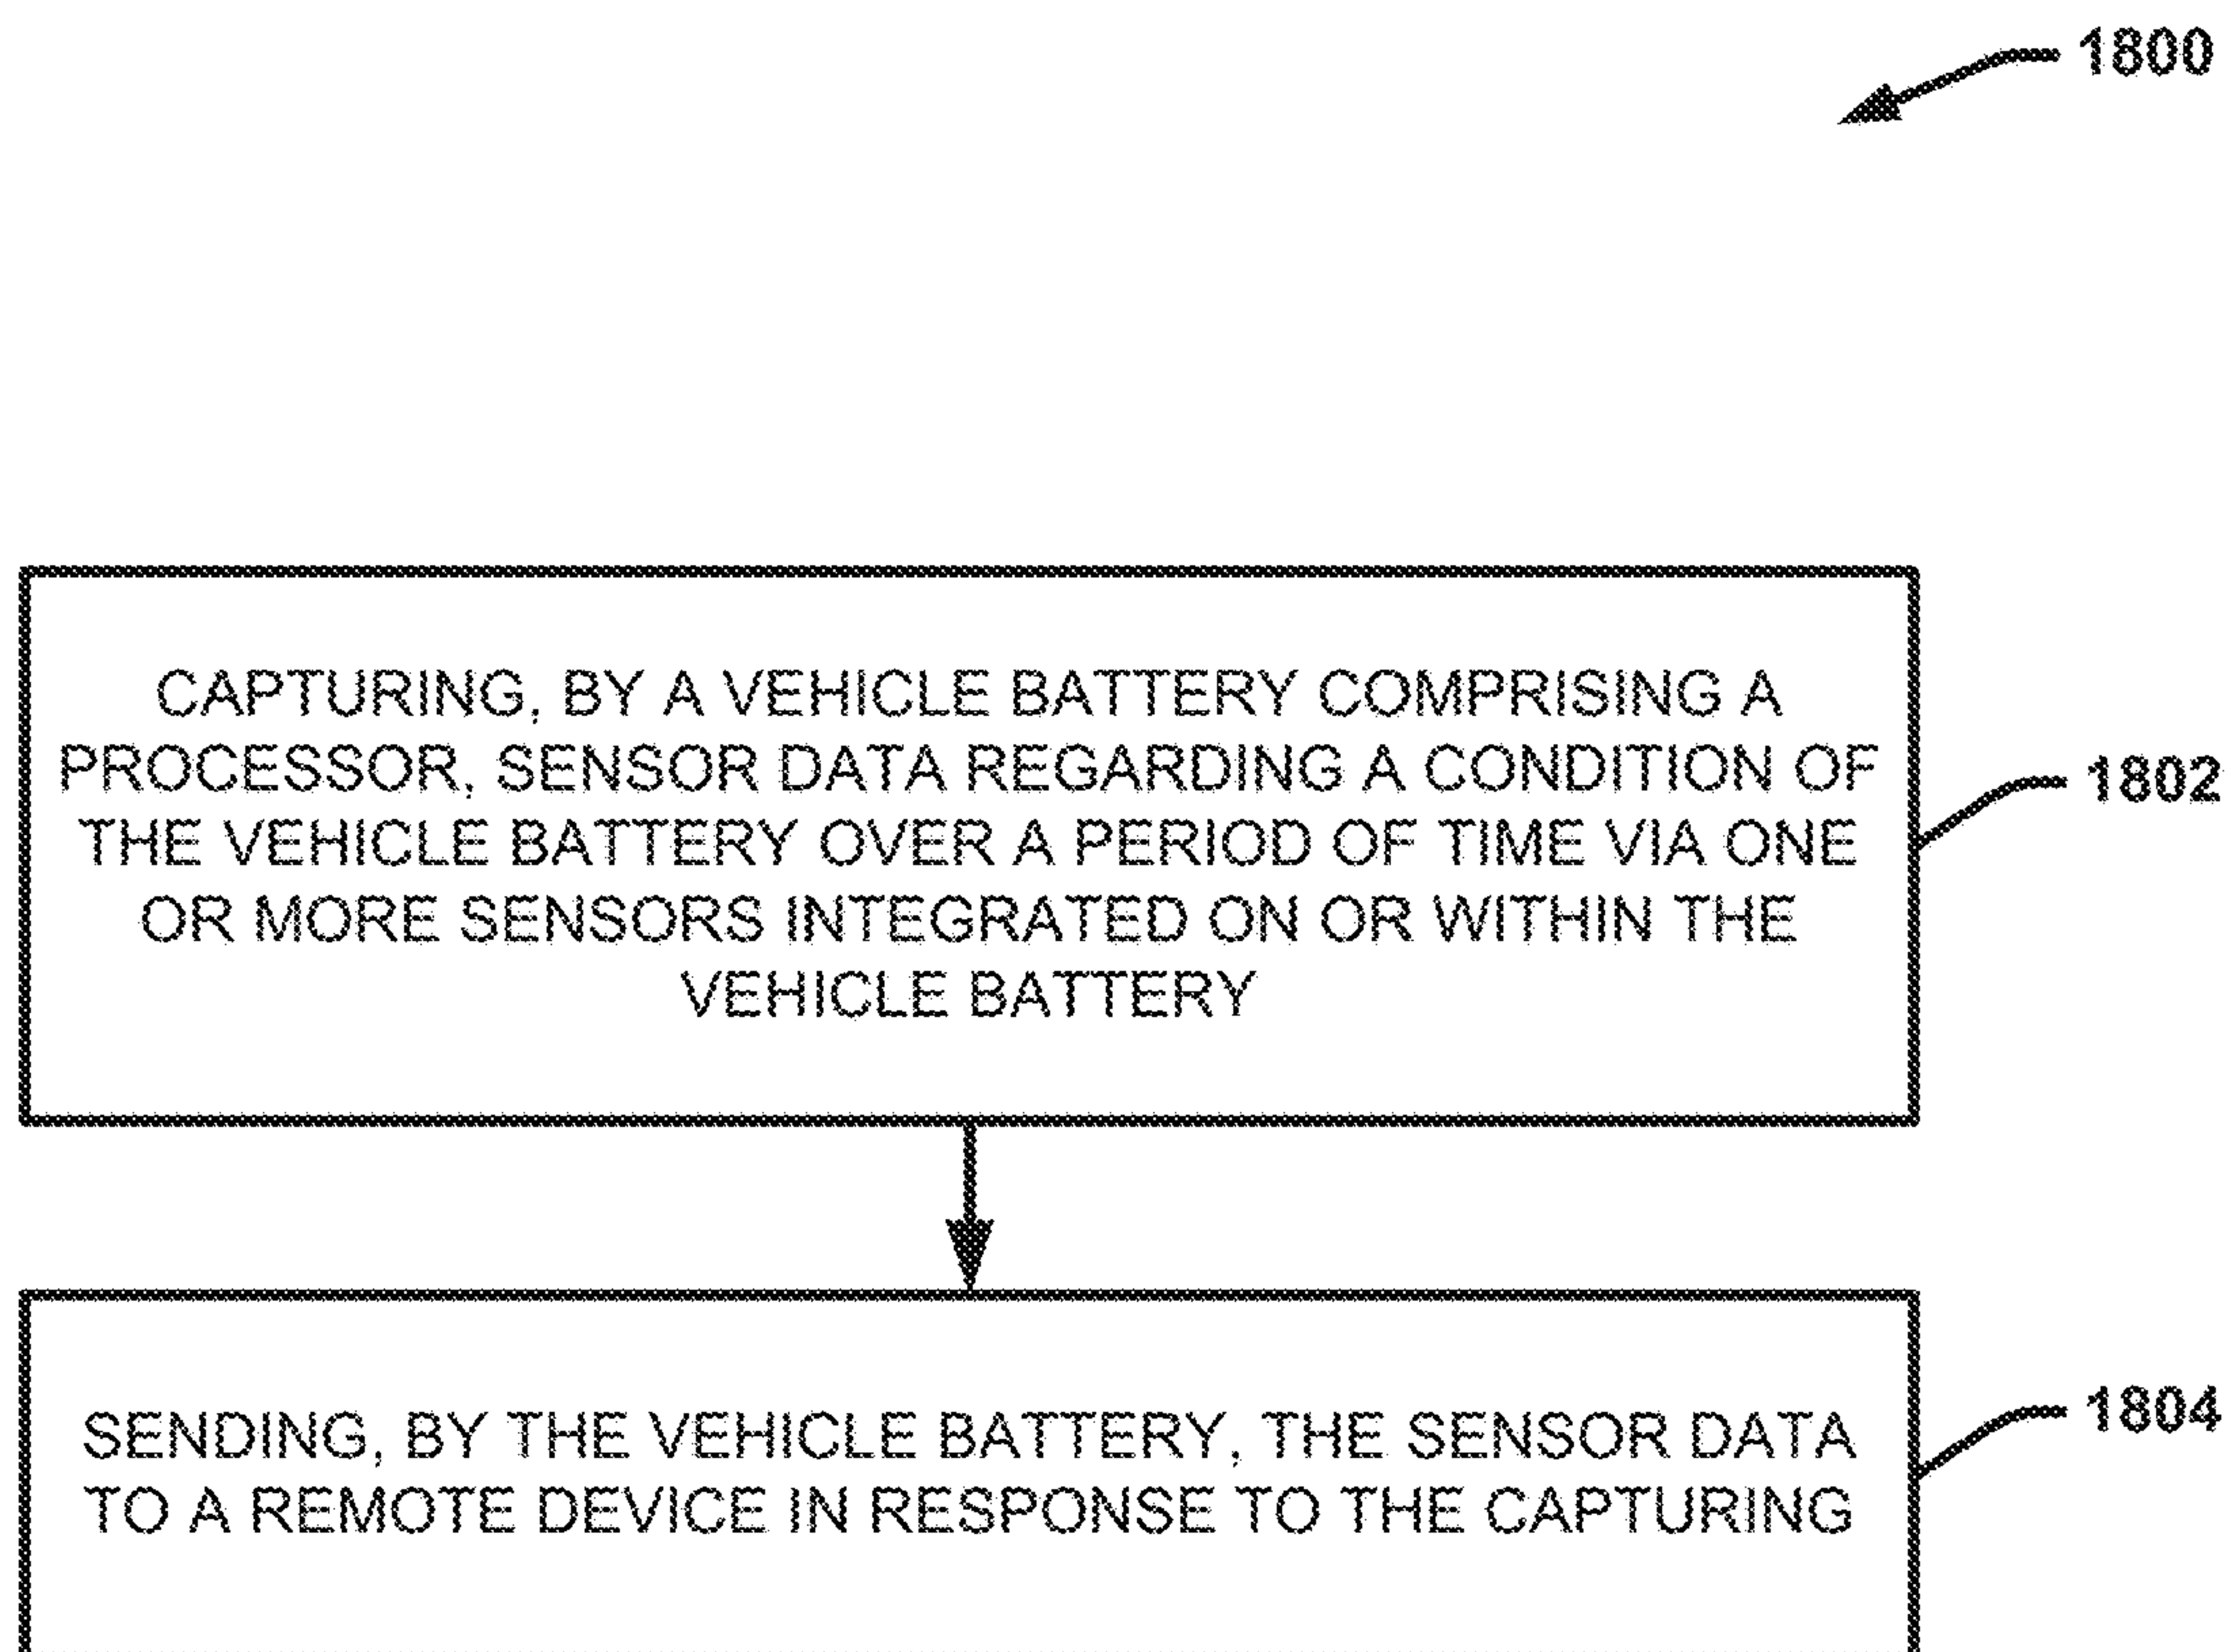 1800
CAPTURING, BY A VEHICLE BATTERY COMPRISING A
PROCESSOR, SENSOR DATA REGARDING A CONDITION OF
THE VEHICLE BATTERY OVER A PERIOD OF TIME VIA ONE
OR MORE SENSORS INTEGRATED ON OR WITHIN THE
VEHICLE BATTERY
1802
SENDING, BY THE VEHICLE BATTERY, THE SENSOR DATA
TO A REMOTE DEVICE IN RESPONSE TO THE CAPTURING
1804